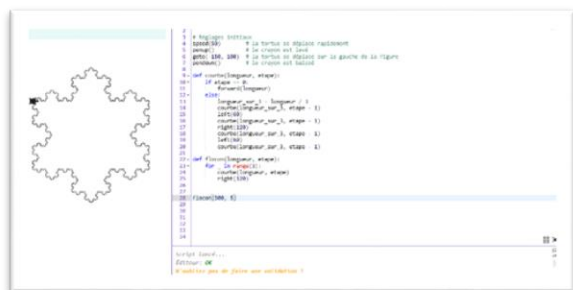 # Réglages initiaux
speed(50) # la tortue se déplace rapidement
penup() # le crayon est levé
goto(-150, 100) # la tortue se déplace sur la gauche de la figure
pendown() # le crayon est baissé
def courbe(longueur, etape):
if etape == 0:
forward(longueur)
else:
longueur_sur_3 = longueur / 3
courbe(longueur_sur_3, etape - 1)
left(60)
courbe(longueur_sur_3, etape - 1)
right(120)
courbe(longueur_sur_3, etape - 1)
left(60)
courbe(longueur_sur_3, etape - 1)
def flocon(longueur, etape):
for _ in range(3):
courbe(longueur, etape)
right(120)
flocon(300, 3)
Script lancé...
Éditeur: OK
N'oubliez pas de faire une validation !